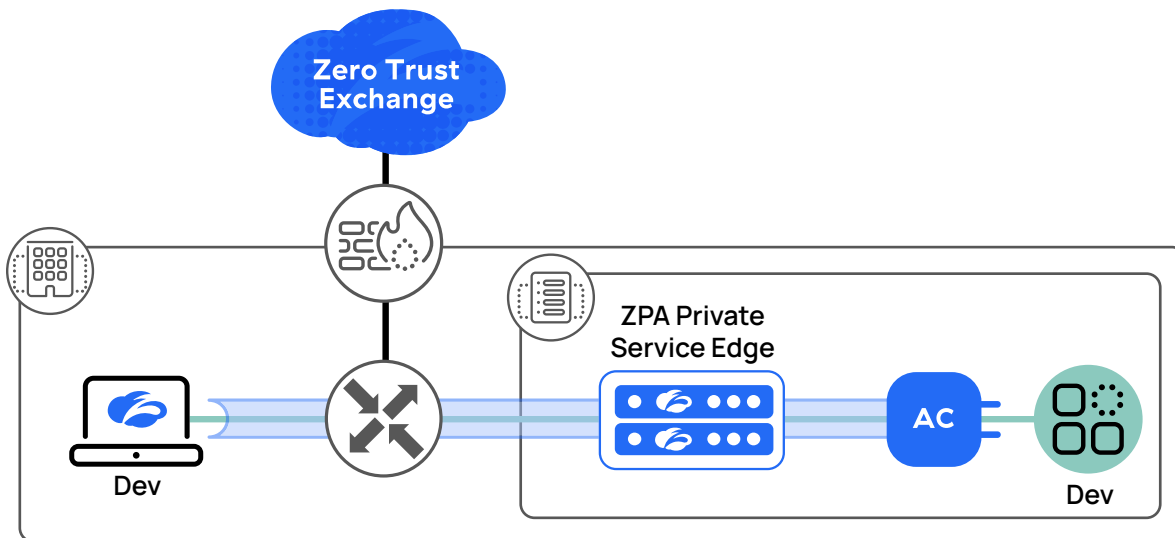 Zero Trust
Exchange
ZPA Private
Service Edge
AC
Dev
Dev